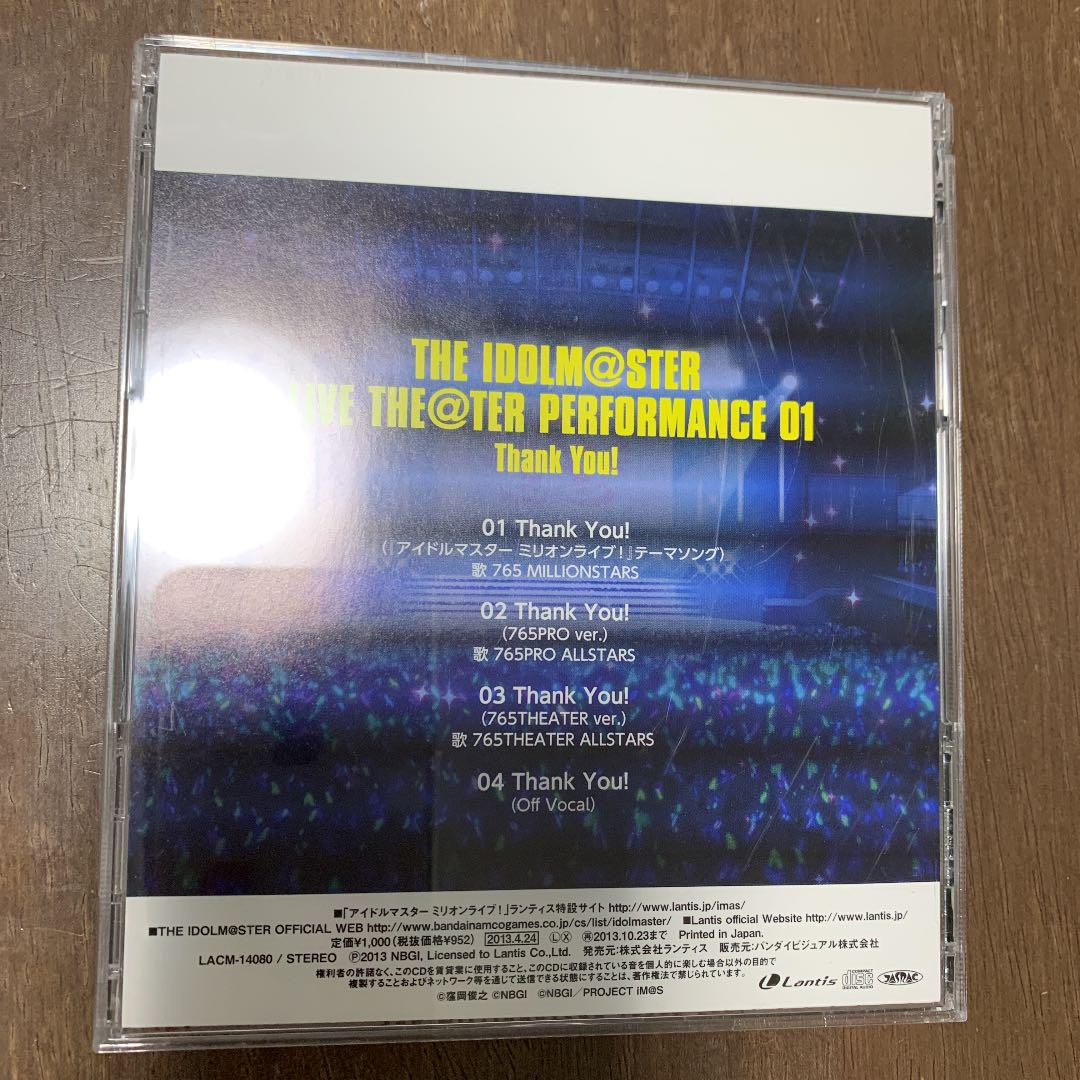 THE IDOLM@STER
LIVE THE@TER PERFORMANCE 01
Thank You!
01 Thank You!
(『アイドルマスター ミリオンライブ!』テーマソング)
歌 765 MILLIONSTARS
02 Thank You!
(765PRO ver.)
歌 765PRO ALLSTARS
03 Thank You!
(765THEATER ver.)
歌 765THEATER ALLSTARS
04 Thank You!
(Off Vocal)
■「アイドルマスター ミリオンライブ!」ランティス特設サイト http://www.lantis.jp/imas/
■THE IDOLM@STER OFFICIAL WEB http://www.bandainamcogames.co.jp/cs/list/idolmaster/ ■Lantis official Website http://www.lantis.jp/
定価¥1,000(税抜価格¥952) 2013.4.24 LX 再2013.10.23まで Printed in Japan.
LACM-14080 / STEREO Ⓟ2013 NBGI, Licensed to Lantis Co.,Ltd. 発売元:株式会社ランティス 販売元:バンダイビジュアル株式会社
権利者の許諾なく、このCDを賃貸業に使用すること、このCDに収録されている音を個人的に楽しむ場合以外の目的で
複製することおよびネットワーク等を通じて送信できる状態にすることは、著作権法で禁じられています。
©窪岡俊之 ©NBGI ©NBGI/PROJECT iM@S
Lantis
COMPACT disc DIGITAL AUDIO
JASRAC